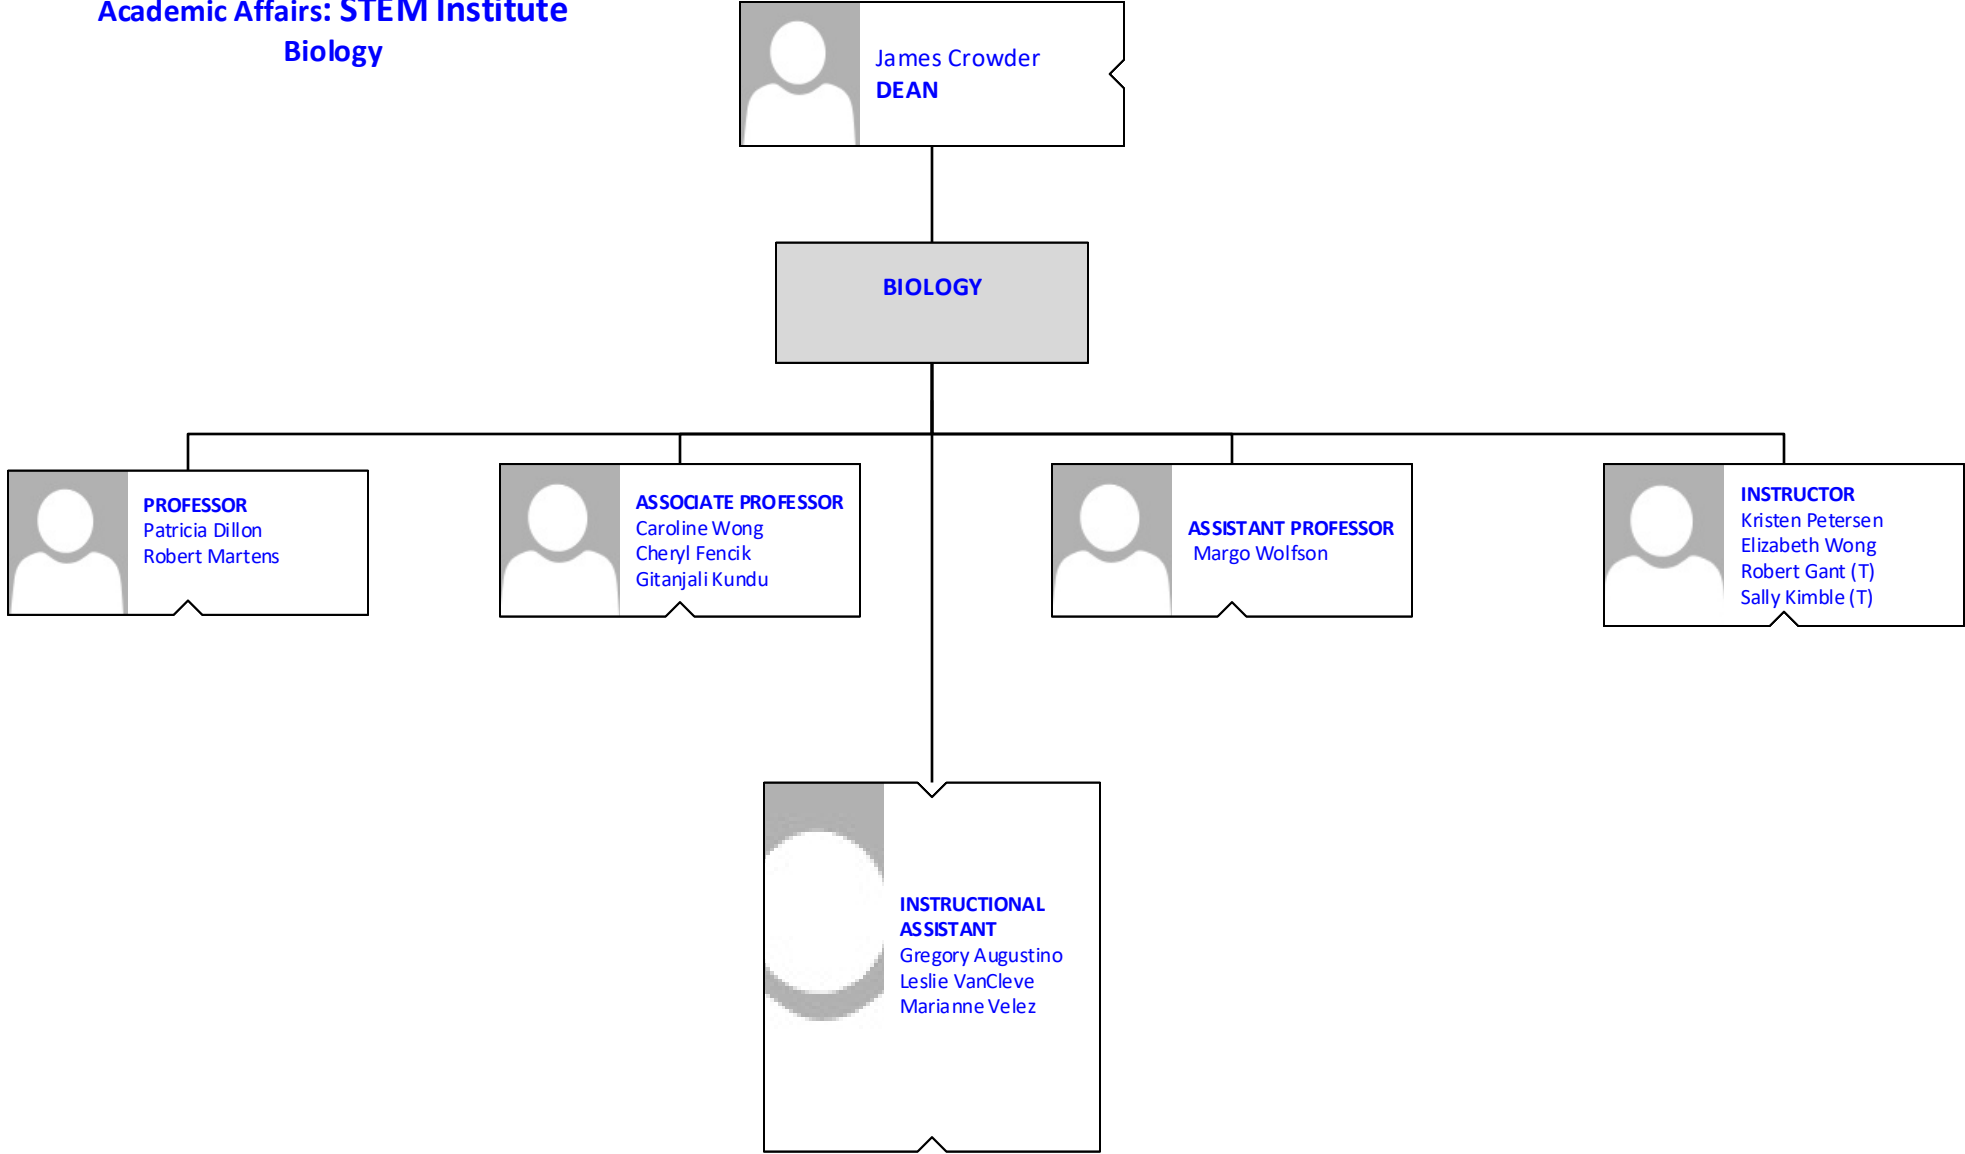 Academic Affairs: STEM Institute
Biology
James Crowder
DEAN
BIOLOGY
PROFESSOR
Patricia Dillon
Robert Martens
ASSOCIATE PROFESSOR
Caroline Wong
Cheryl Fencik
Gitanjali Kundu
ASSISTANT PROFESSOR
Margo Wolfson
INSTRUCTOR
Kristen Petersen
Elizabeth Wong
Robert Gant (T)
Sally Kimble (T)
INSTRUCTIONAL
ASSISTANT
Gregory Augustino
Leslie VanCleve
Marianne Velez